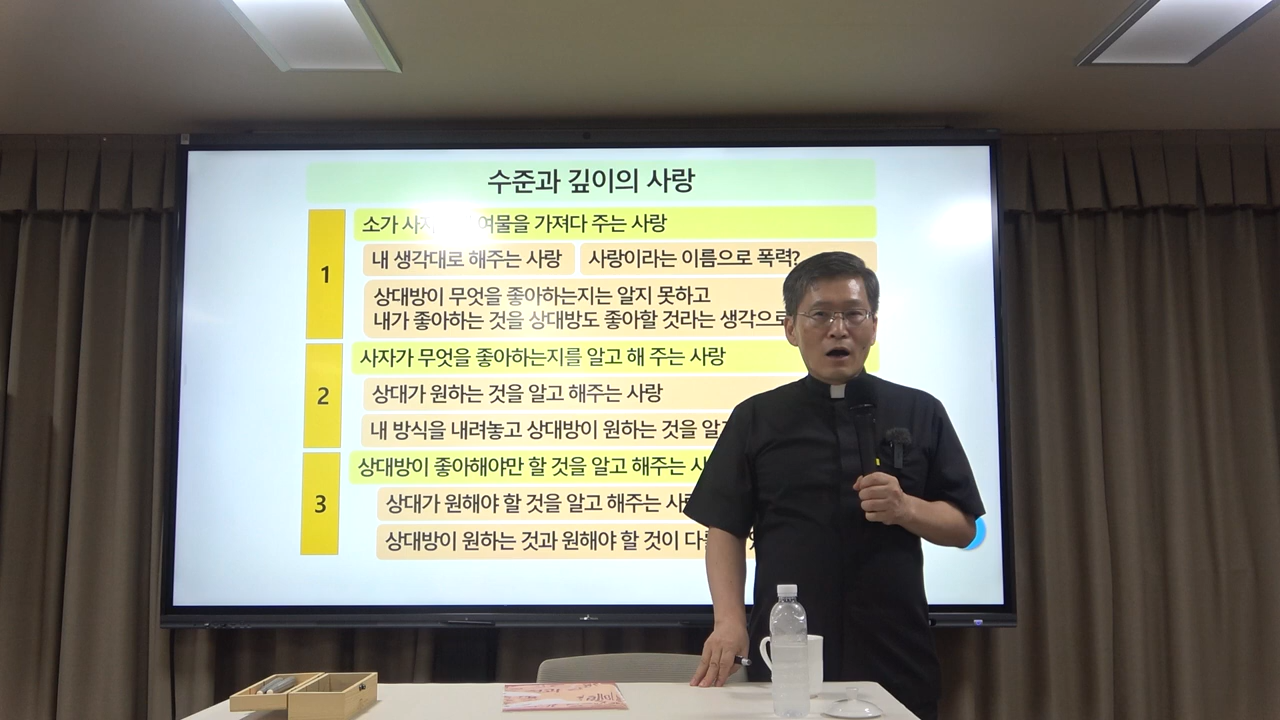 수준과 깊이의 사랑
1
소가 사자 여물을 가져다 주는 사랑
내 생각대로 해주는 사랑
사랑이라는 이름으로 폭력?
상대방이 무엇을 좋아하는지는 알지 못하고
내가 좋아하는 것을 상대방도 좋아할 것라는 생각으로
2
사자가 무엇을 좋아하는지를 알고 해 주는 사랑
상대가 원하는 것을 알고 해주는 사랑
내 방식을 내려놓고 상대방이 원하는 것을
3
상대방이 좋아해야만 할 것을 알고 해주는
상대가 원해야 할 것을 알고 해주는
상대방이 원하는 것과 원해야 할 것이